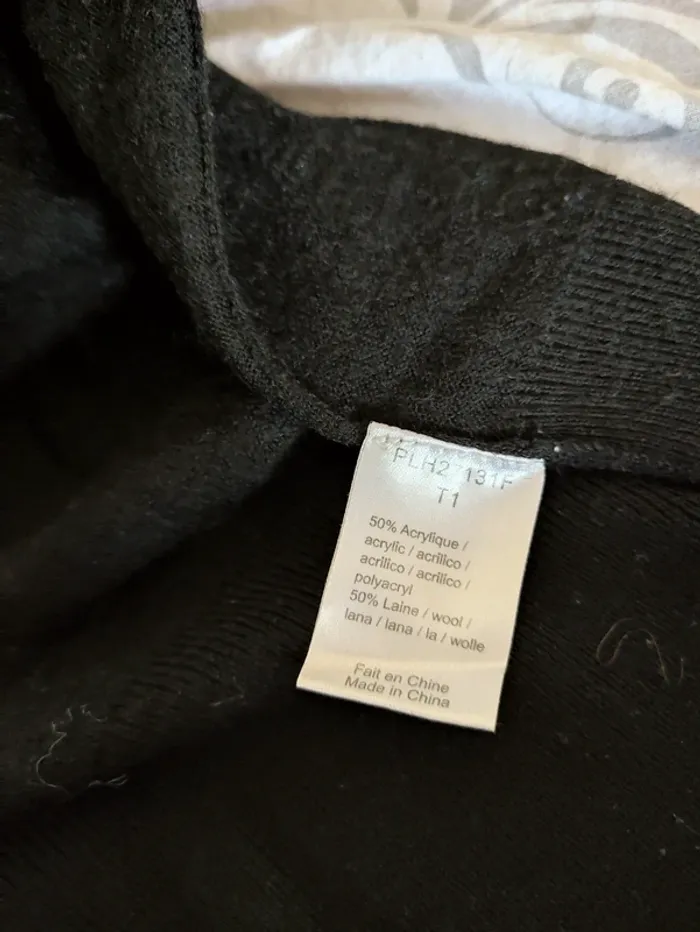 PLH2 131F
T1
50% Acrylique /
acrylic / acrílico /
acrílico / acrílico /
polyacryl
50% Laine / wool /
lana / lana / la / wolle
Fait en Chine
Made in China